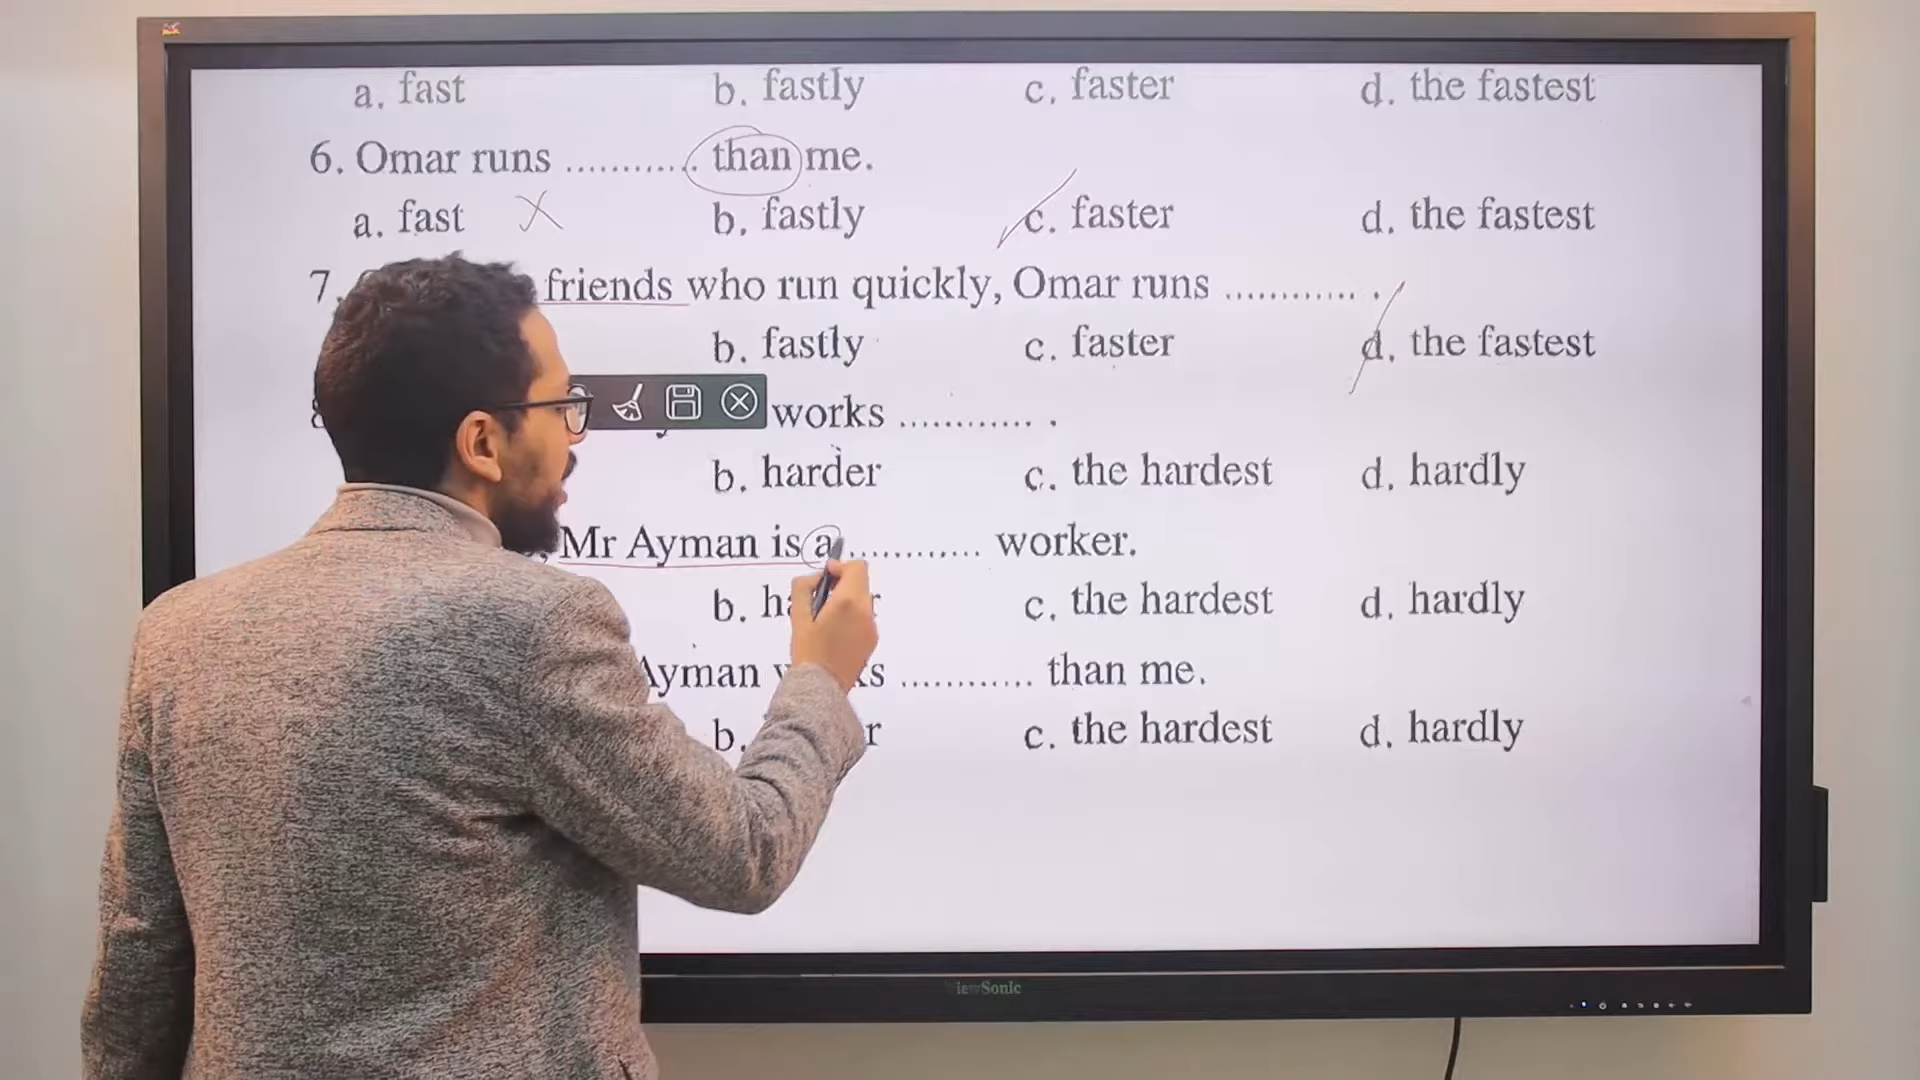 a. fast b. fastly c. faster d. the fastest
6. Omar runs ............ than me.
a. fast b. fastly c. faster d. the fastest
7. friends who run quickly, Omar runs ............ .
b. fastly c. faster d. the fastest
works ............ .
b. harder c. the hardest d. hardly
, Mr Ayman is a ............ worker.
b. c. the hardest d. hardly
Ayman ............ than me.
b. c. the hardest d. hardly
ViewSonic